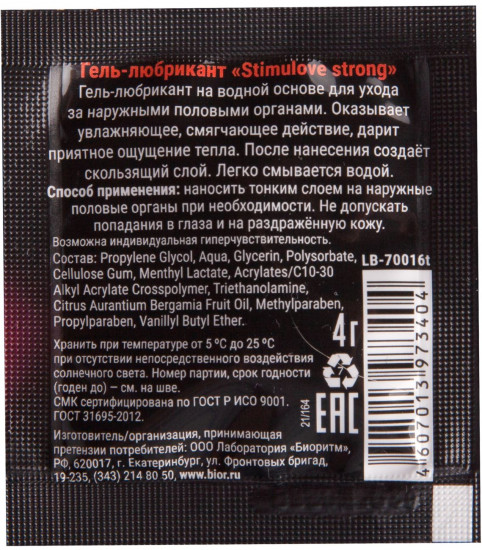 Гель-любрикант «Stimulove strong»
Гель-любрикант на водной основе для ухода
за наружными половыми органами. Оказывает
увлажняющее, смягчающее действие, дарит
приятное ощущение тепла. После нанесения создаёт
скользящий слой. Легко смывается водой.
Способ применения: наносить тонким слоем на наружные
половые органы при необходимости. Не допускать
попадания в глаза и на раздражённую кожу.
Возможна индивидуальная гиперчувствительность.
Состав: Propylene Glycol, Aqua, Glycerin, Polysorbate,
Cellulose Gum, Menthyl Lactate, Acrylates/C10-30
Alkyl Acrylate Crosspolymer, Triethanolamine,
Citrus Aurantium Bergamia Fruit Oil, Methylparaben,
Propylparaben, Vanillyl Butyl Ether.
LB-70016t
Хранить при температуре от 5 °C до 25 °C
при отсутствии непосредственного воздействия
солнечного света. Номер партии, срок годности
(годен до) — см. на шве.
СМК сертифицирована по ГОСТ Р ИСО 9001.
ГОСТ 31695-2012.
4 г
21/164
EAC
4 607013 973404
Изготовитель/организация, принимающая
претензии потребителей: ООО Лаборатория «Биоритм»,
РФ, 620017, г. Екатеринбург, ул. Фронтовых бригад,
19-235, (343) 214 80 50, www.bior.ru